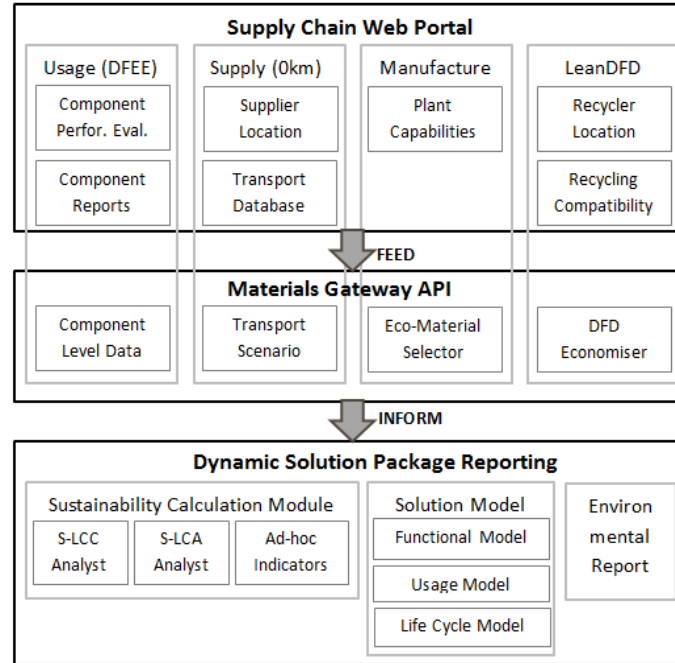 Supply Chain Web Portal
Usage (DFEE)
Component
Perfor. Eval.
Component
Reports
Supply (0km)
Supplier
Location
Transport
Database
Manufacture
Plant
Capabilities
LeanDFD
Recycler
Location
Recycling
Compatibility
FEED
Materials Gateway API
Component
Level Data
Transport
Scenario
Eco-Material
Selector
DFD
Economiser
INFORM
Dynamic Solution Package Reporting
Sustainability Calculation Module
S-LCC
Analyst
S-LCA
Analyst
Ad-hoc
Indicators
Solution Model
Functional Model
Usage Model
Life Cycle Model
Environ
mental
Report